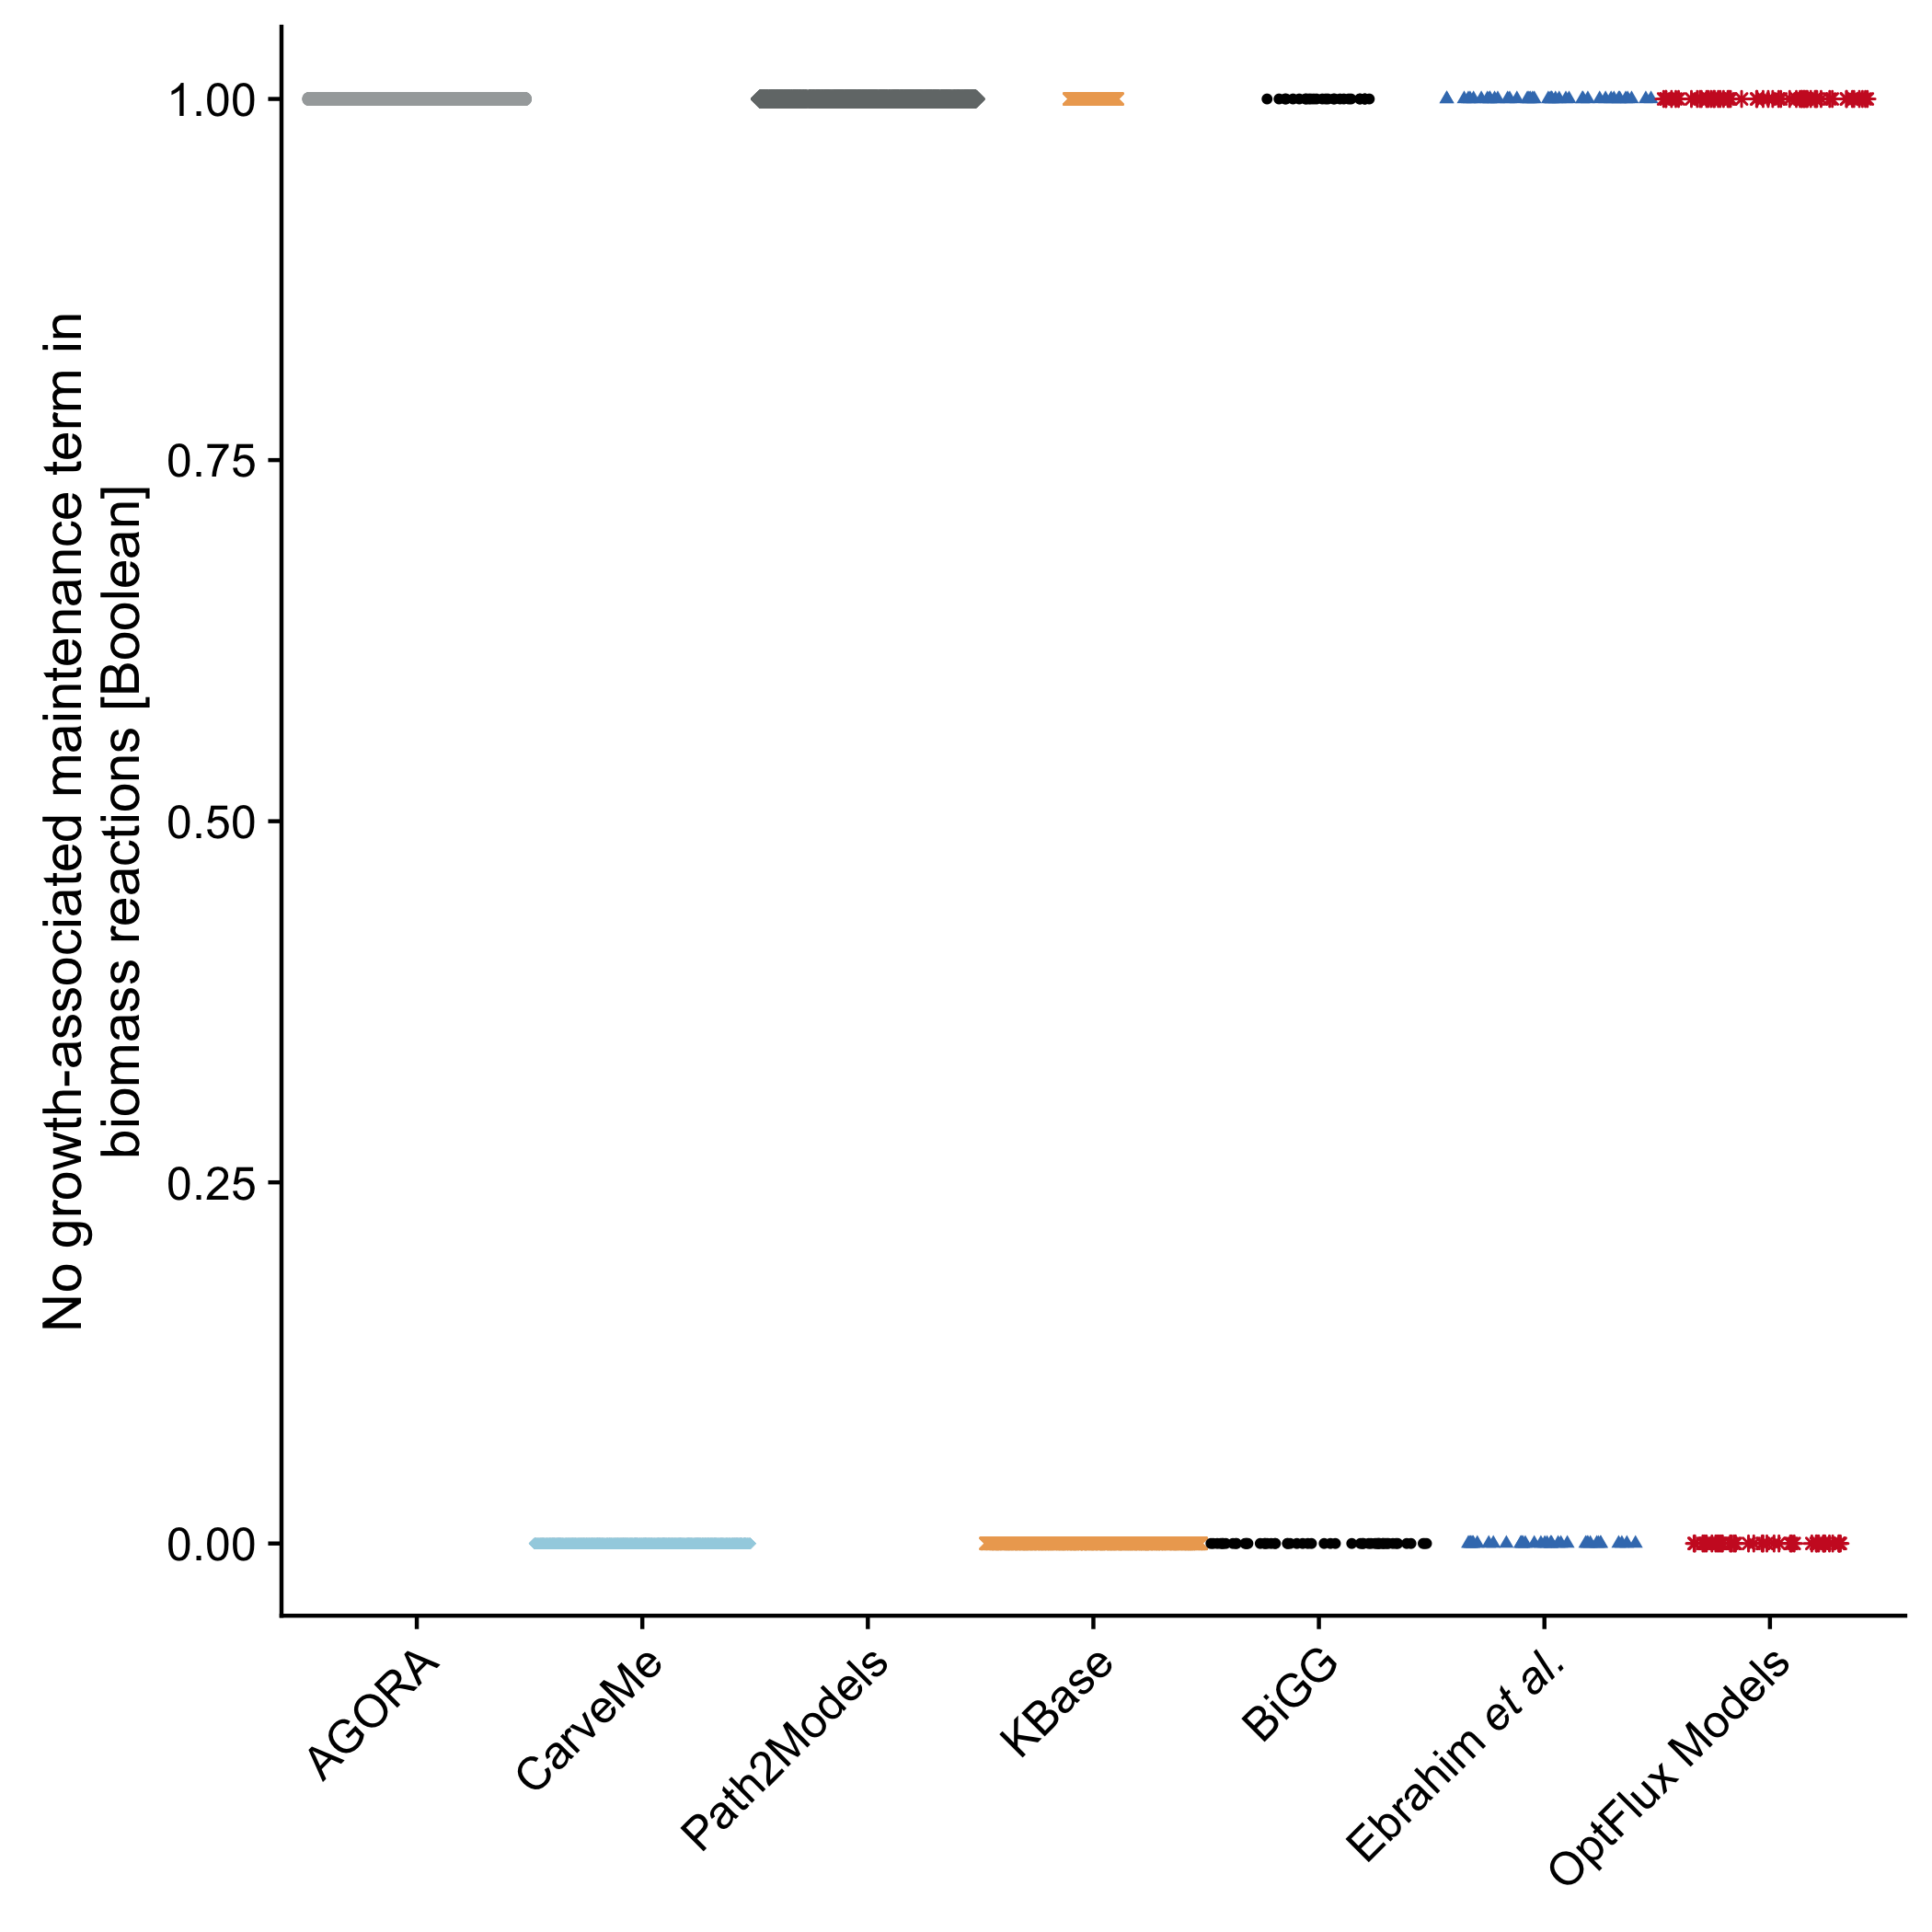 No growth-associated maintenance term in
biomass reactions [Boolean]
1.00
0.75
0.50
0.25
0.00
AGORA
CarveMe
Path2Models
KBase
BiGG
Ebrahim et al.
OptFlux Models